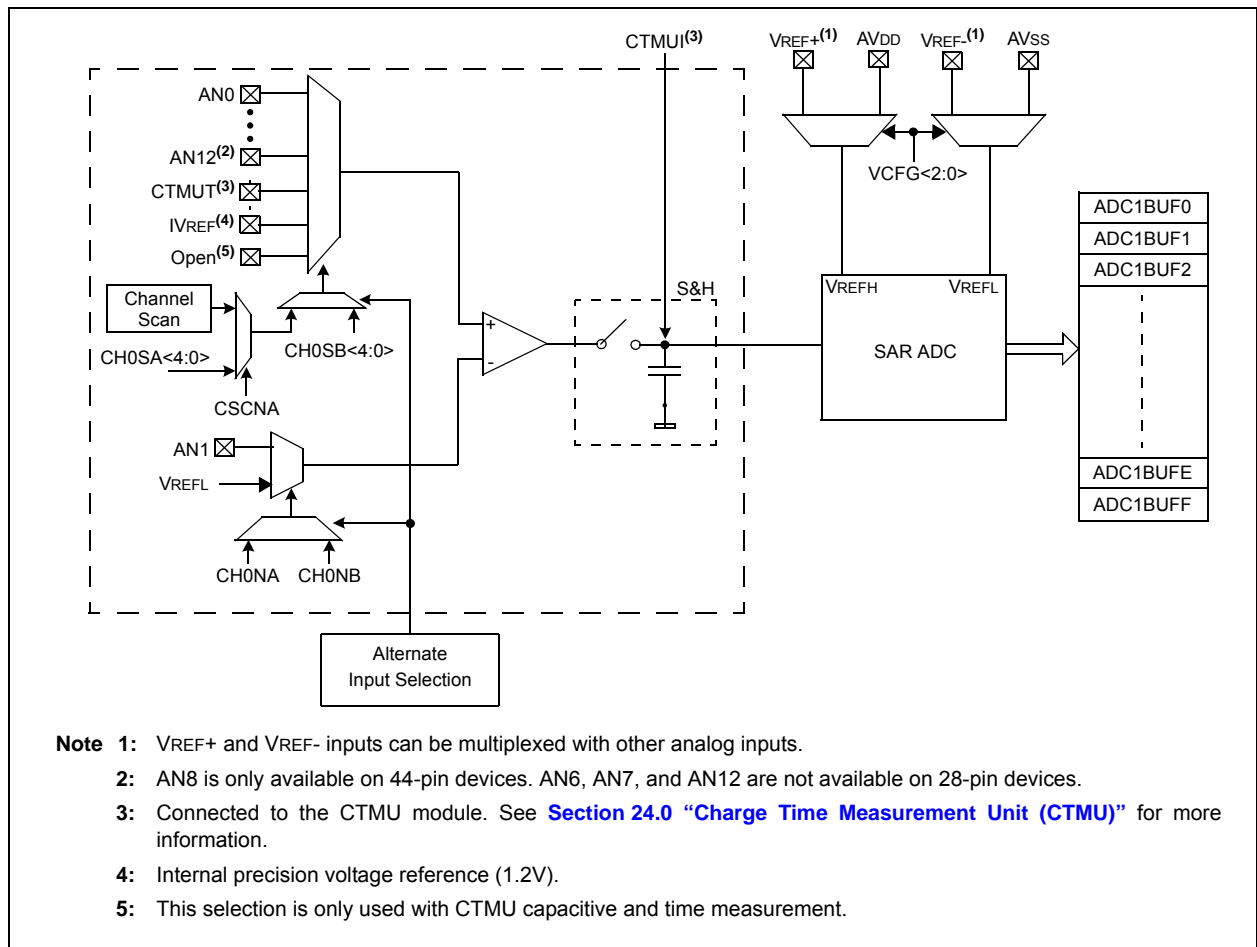 CTMUI(3)
VREF+(1) AVDD VREF-(1) AVSS
AN0
AN12(2)
CTMUT(3)
IVREF(4)
Open(5)
VCFG<2:0>
ADC1BUF0
ADC1BUF1
ADC1BUF2
ADC1BUFE
ADC1BUFF
Channel
Scan
CH0SA<4:0>
CH0SB<4:0>
CSCNA
+
-
S&H
VREFH VREFL
SAR ADC
AN1
VREFL
CH0NA CH0NB
Alternate
Input Selection
Note 1: VREF+ and VREF- inputs can be multiplexed with other analog inputs.
2: AN8 is only available on 44-pin devices. AN6, AN7, and AN12 are not available on 28-pin devices.
3: Connected to the CTMU module. See Section 24.0 “Charge Time Measurement Unit (CTMU)” for more
information.
4: Internal precision voltage reference (1.2V).
5: This selection is only used with CTMU capacitive and time measurement.